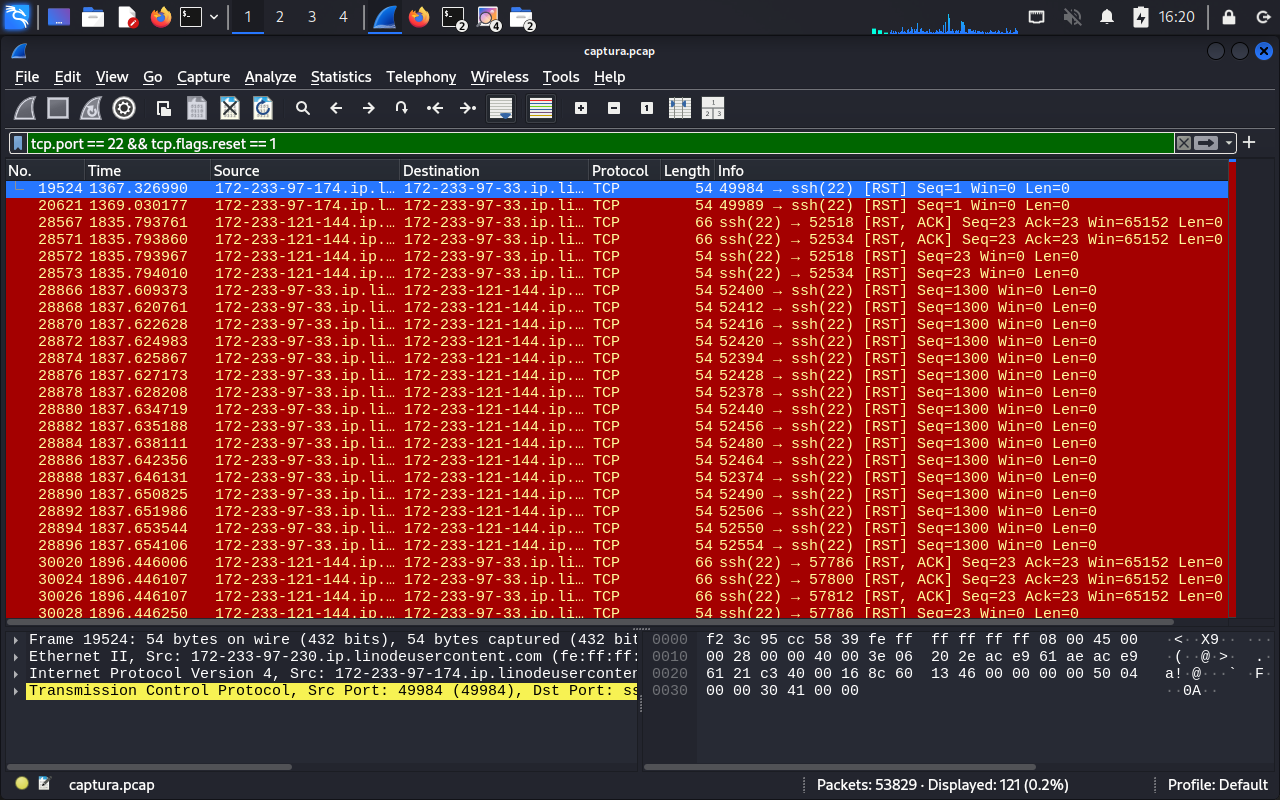 1 2 3 4 2 4 2 16:20
captura.pcap
File Edit View Go Capture Analyze Statistics Telephony Wireless Tools Help
tcp.port == 22 && tcp.flags.reset == 1
No. Time Source Destination Protocol Length Info
19524 1367.326990 172-233-97-174.ip.l… 172-233-97-33.ip.li… TCP 54 49984 → ssh(22) [RST] Seq=1 Win=0 Len=0
20621 1369.030177 172-233-97-174.ip.l… 172-233-97-33.ip.li… TCP 54 49989 → ssh(22) [RST] Seq=1 Win=0 Len=0
28567 1835.793761 172-233-121-144.ip.… 172-233-97-33.ip.li… TCP 66 ssh(22) → 52518 [RST, ACK] Seq=23 Ack=23 Win=65152 Len=0
28571 1835.793860 172-233-121-144.ip.… 172-233-97-33.ip.li… TCP 66 ssh(22) → 52534 [RST, ACK] Seq=23 Ack=23 Win=65152 Len=0
28572 1835.793967 172-233-121-144.ip.… 172-233-97-33.ip.li… TCP 54 ssh(22) → 52518 [RST] Seq=23 Win=0 Len=0
28573 1835.794010 172-233-121-144.ip.… 172-233-97-33.ip.li… TCP 54 ssh(22) → 52534 [RST] Seq=23 Win=0 Len=0
28866 1837.609373 172-233-97-33.ip.li… 172-233-121-144.ip.… TCP 54 52400 → ssh(22) [RST] Seq=1300 Win=0 Len=0
28868 1837.620761 172-233-97-33.ip.li… 172-233-121-144.ip.… TCP 54 52412 → ssh(22) [RST] Seq=1300 Win=0 Len=0
28870 1837.622628 172-233-97-33.ip.li… 172-233-121-144.ip.… TCP 54 52416 → ssh(22) [RST] Seq=1300 Win=0 Len=0
28872 1837.624983 172-233-97-33.ip.li… 172-233-121-144.ip.… TCP 54 52420 → ssh(22) [RST] Seq=1300 Win=0 Len=0
28874 1837.625867 172-233-97-33.ip.li… 172-233-121-144.ip.… TCP 54 52394 → ssh(22) [RST] Seq=1300 Win=0 Len=0
28876 1837.627173 172-233-97-33.ip.li… 172-233-121-144.ip.… TCP 54 52428 → ssh(22) [RST] Seq=1300 Win=0 Len=0
28878 1837.628208 172-233-97-33.ip.li… 172-233-121-144.ip.… TCP 54 52378 → ssh(22) [RST] Seq=1300 Win=0 Len=0
28880 1837.634719 172-233-97-33.ip.li… 172-233-121-144.ip.… TCP 54 52440 → ssh(22) [RST] Seq=1300 Win=0 Len=0
28882 1837.635188 172-233-97-33.ip.li… 172-233-121-144.ip.… TCP 54 52456 → ssh(22) [RST] Seq=1300 Win=0 Len=0
28884 1837.638111 172-233-97-33.ip.li… 172-233-121-144.ip.… TCP 54 52480 → ssh(22) [RST] Seq=1300 Win=0 Len=0
28886 1837.642356 172-233-97-33.ip.li… 172-233-121-144.ip.… TCP 54 52464 → ssh(22) [RST] Seq=1300 Win=0 Len=0
28888 1837.646131 172-233-97-33.ip.li… 172-233-121-144.ip.… TCP 54 52374 → ssh(22) [RST] Seq=1300 Win=0 Len=0
28890 1837.650825 172-233-97-33.ip.li… 172-233-121-144.ip.… TCP 54 52490 → ssh(22) [RST] Seq=1300 Win=0 Len=0
28892 1837.651986 172-233-97-33.ip.li… 172-233-121-144.ip.… TCP 54 52506 → ssh(22) [RST] Seq=1300 Win=0 Len=0
28894 1837.653544 172-233-97-33.ip.li… 172-233-121-144.ip.… TCP 54 52550 → ssh(22) [RST] Seq=1300 Win=0 Len=0
28896 1837.654106 172-233-97-33.ip.li… 172-233-121-144.ip.… TCP 54 52554 → ssh(22) [RST] Seq=1300 Win=0 Len=0
30020 1896.446006 172-233-121-144.ip.… 172-233-97-33.ip.li… TCP 66 ssh(22) → 57786 [RST, ACK] Seq=23 Ack=23 Win=65152 Len=0
30024 1896.446107 172-233-121-144.ip.… 172-233-97-33.ip.li… TCP 66 ssh(22) → 57800 [RST, ACK] Seq=23 Ack=23 Win=65152 Len=0
30026 1896.446107 172-233-121-144.ip.… 172-233-97-33.ip.li… TCP 66 ssh(22) → 57812 [RST, ACK] Seq=23 Ack=23 Win=65152 Len=0
30028 1896.446250 172-233-121-144.ip.… 172-233-97-33.ip.li… TCP 54 ssh(22) → 57786 [RST] Seq=23 Win=0 Len=0
Frame 19524: 54 bytes on wire (432 bits), 54 bytes captured (432 bit
Ethernet II, Src: 172-233-97-230.ip.linodeusercontent.com (fe:ff:ff:
Internet Protocol Version 4, Src: 172-233-97-174.ip.linodeuserconten
Transmission Control Protocol, Src Port: 49984 (49984), Dst Port: ss
0000 f2 3c 95 cc 58 39 fe ff ff ff ff ff 08 00 45 00 ·<··X9·· ···
0010 00 28 00 00 40 00 3e 06 20 2e ac e9 61 ae ac e9 ·(··@·>· .·
0020 61 21 c3 40 00 16 8c 60 13 46 00 00 00 00 50 04 a!·@···` ·F·
0030 00 00 30 41 00 00 ··0A··
captura.pcap Packets: 53829 · Displayed: 121 (0.2%) Profile: Default